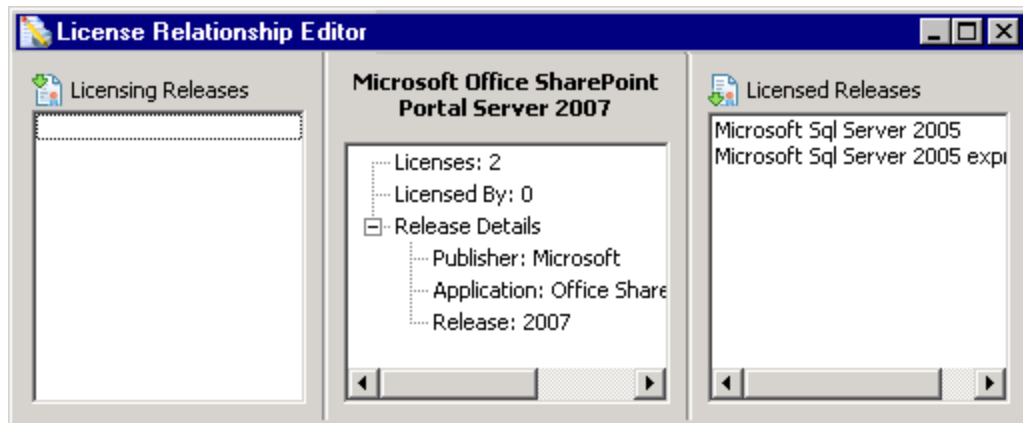 License Relationship Editor
Licensing Releases
Microsoft Office SharePoint
Portal Server 2007
Licenses: 2
Licensed By: 0
Release Details
Publisher: Microsoft
Application: Office Share
Release: 2007
Licensed Releases
Microsoft Sql Server 2005
Microsoft Sql Server 2005 expr